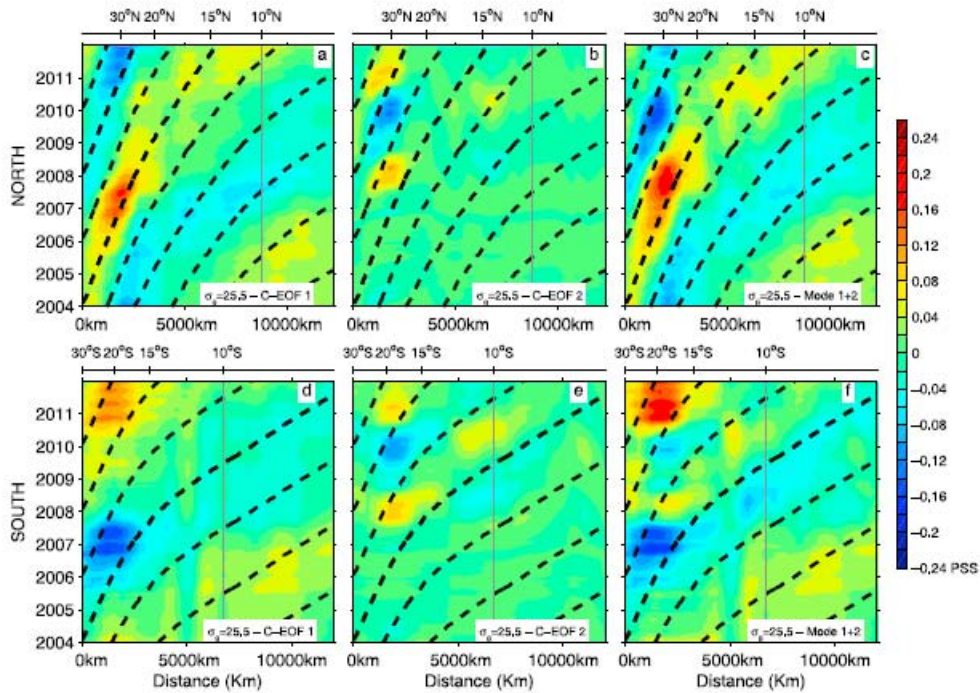 30°N 20°N 15°N 10°N 30°N 20°N 15°N 10°N 30°N 20°N 15°N 10°N
a b c
NORTH
2011
2010
2009
2008
2007
2006
2005
2004
σ₀=25,5 – C–EOF 1 σ₀=25,5 – C–EOF 2 σ₀=25,5 – Mode 1+2
0km 5000km 10000km 0km 5000km 10000km 0km 5000km 10000km
30°S 20°S 15°S 10°S 30°S 20°S 15°S 10°S 30°S 20°S 15°S 10°S
d e f
SOUTH
2011
2010
2009
2008
2007
2006
2005
2004
σ₀=25,5 – C–EOF 1 σ₀=25,5 – C–EOF 2 σ₀=25,5 – Mode 1+2
0km 5000km 10000km 0km 5000km 10000km 0km 5000km 10000km
Distance (Km) Distance (Km) Distance (Km)
0,24
0,2
0,16
0,12
0,08
0,04
0
–0,04
–0,08
–0,12
–0,16
–0,2
–0,24 PSS